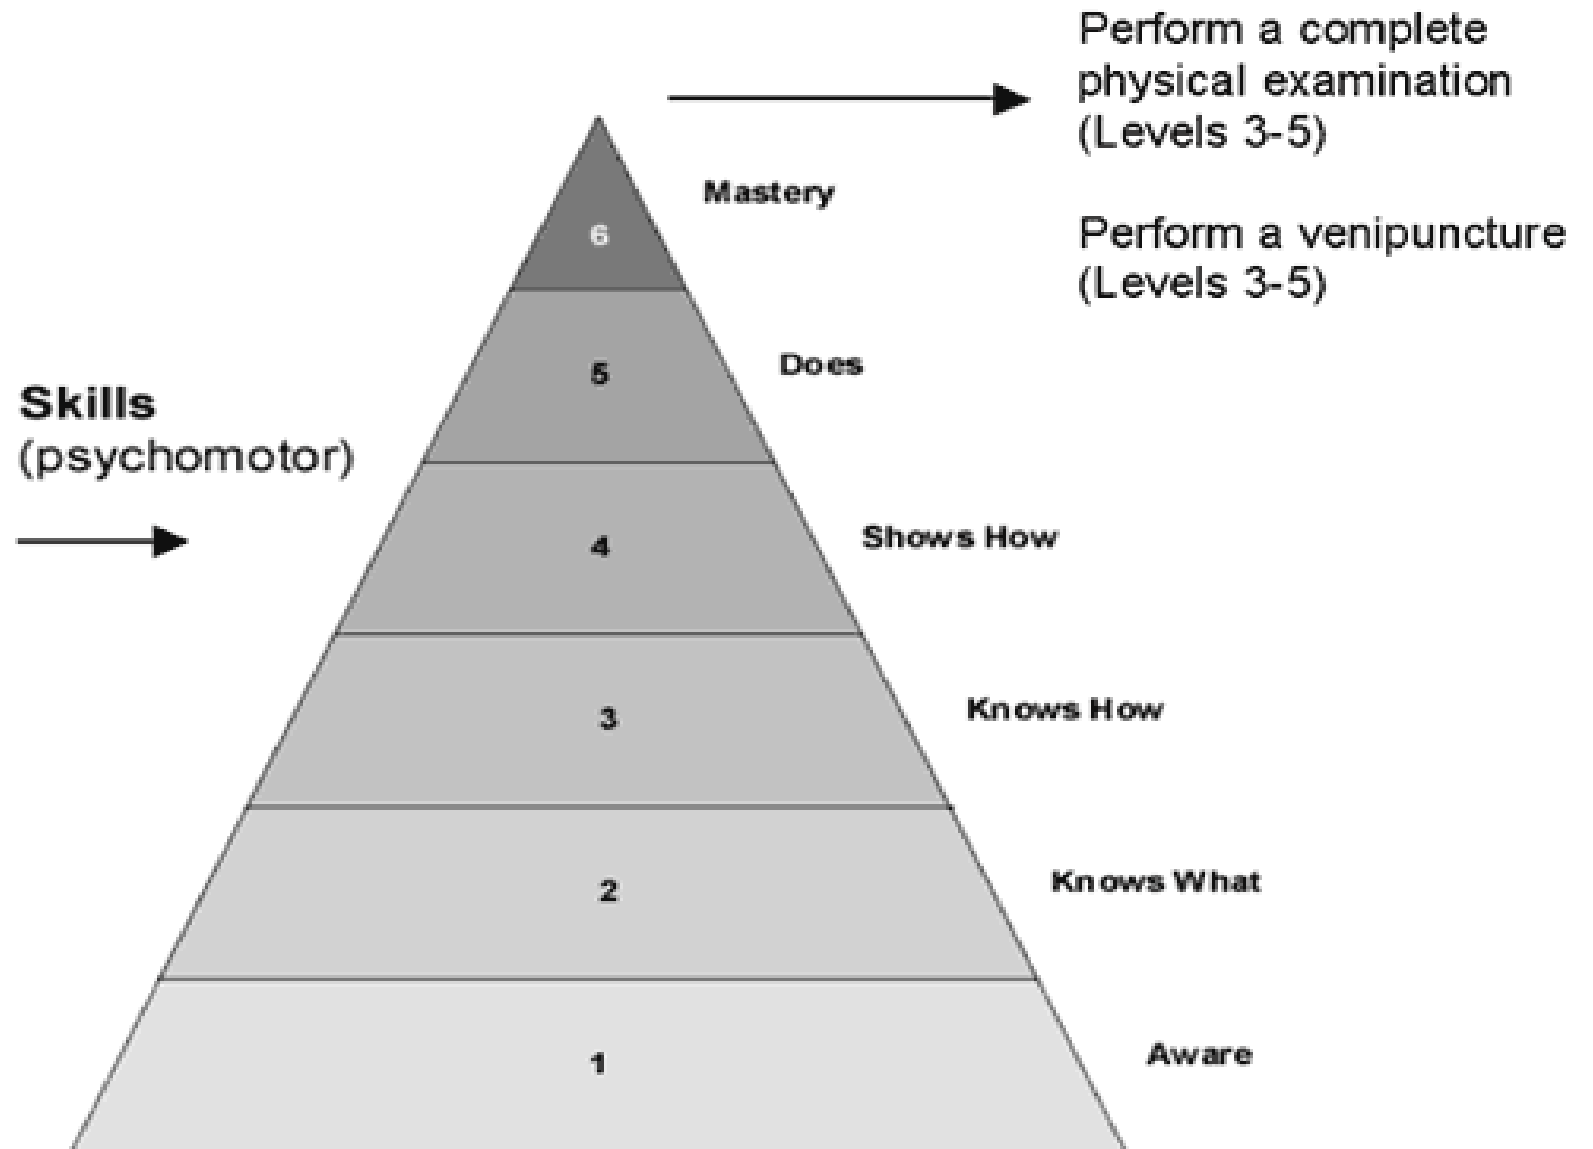 Perform a complete
physical examination
(Levels 3-5)
Mastery
6
Perform a venipuncture
(Levels 3-5)
Does
5
Skills
(psychomotor)
Shows How
4
Knows How
3
Knows What
2
Aware
1